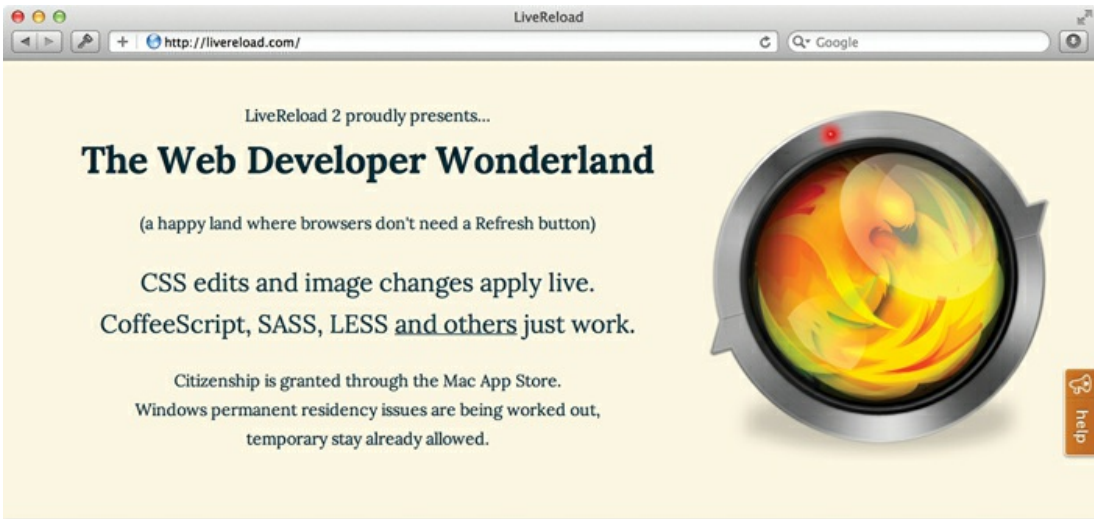 LiveReload
http://livereload.com/
Google
LiveReload 2 proudly presents...
The Web Developer Wonderland
(a happy land where browsers don't need a Refresh button)
CSS edits and image changes apply live.
CoffeeScript, SASS, LESS and others just work.
Citizenship is granted through the Mac App Store.
Windows permanent residency issues are being worked out,
temporary stay already allowed.
help